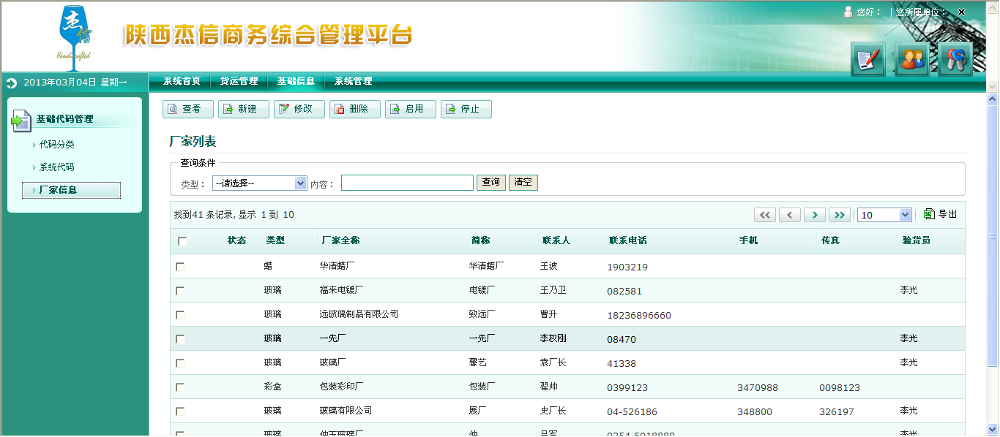 杰信
Handicrafted
陕西杰信商务综合管理平台
您好： | 您所属单位：
2013年03月04日 星期一
系统首页 货运管理 基础信息 系统管理
基础代码管理
代码分类
系统代码
厂家信息
查看 新建 修改 删除 启用 停止
厂家列表
查询条件
类型： --请选择-- 内容： 查询 清空
找到41 条记录, 显示 1 到 10
10 导出
状态 类型 厂家全称 简称 联系人 联系电话 手机 传真 验货员
蜡 华清蜡厂 华清蜡厂 王波 1903219
玻璃 福来电镀厂 电镀厂 王乃卫 082581 李光
玻璃 远玻璃制品有限公司 致远厂 曹升 18236896660
玻璃 一先厂 一先厂 李权刚 08470 李光
玻璃 玻璃厂 馨艺 袁厂长 41338 李光
彩盒 包装彩印厂 包装厂 翟帅 0399123 3470988 0098123
玻璃 玻璃有限公司 展厂 史厂长 04-526186 348800 326197 李光
玻璃 李光